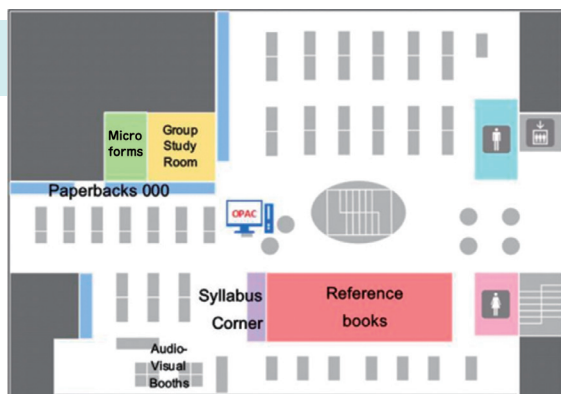 Micro
forms
Group
Study
Room
Paperbacks 000
OPAC
Syllabus
Corner
Reference
books
Audio-
Visual
Booths